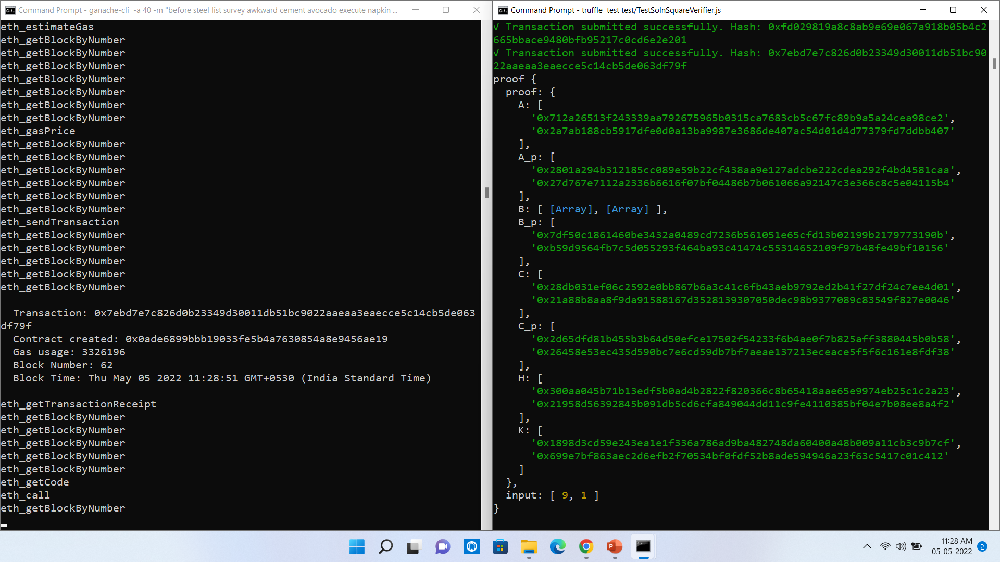 Command Prompt - ganache-cli  -a 40 -m "before steel list survey awkward cement avocado execute napkin ...
eth_estimateGas
eth_getBlockByNumber
eth_getBlockByNumber
eth_getBlockByNumber
eth_getBlockByNumber
eth_getBlockByNumber
eth_getBlockByNumber
eth_getBlockByNumber
eth_gasPrice
eth_getBlockByNumber
eth_getBlockByNumber
eth_getBlockByNumber
eth_getBlockByNumber
eth_getBlockByNumber
eth_getBlockByNumber
eth_sendTransaction
eth_getBlockByNumber
eth_getBlockByNumber
eth_getBlockByNumber
eth_getBlockByNumber
eth_getBlockByNumber
Transaction: 0x7ebd7e7c826d0b23349d30011db51bc9022aaeaa3eaecce5c14cb5de063
df79f
Contract created: 0x0ade6899bbb19033fe5b4a7630854a8e9456ae19
Gas usage: 3326196
Block Number: 62
Block Time: Thu May 05 2022 11:28:51 GMT+0530 (India Standard Time)
eth_getTransactionReceipt
eth_getBlockByNumber
eth_getBlockByNumber
eth_getBlockByNumber
eth_getBlockByNumber
eth_getBlockByNumber
eth_getCode
eth_call
eth_getBlockByNumber
Command Prompt - truffle  test test/TestSolnSquareVerifier.js
√ Transaction submitted successfully. Hash: 0xfd029819a8c8ab9e69e067a918b05b4c2
665bbace9480bfb95217c0cd6e2e201
√ Transaction submitted successfully. Hash: 0x7ebd7e7c826d0b23349d30011db51bc90
22aaeaa3eaecce5c14cb5de063df79f
proof {
proof: {
A: [
'0x712a26513f243339aa792675965b0315ca7683cb5c67fc89b9a5a24cea98ce2',
'0x2a7ab188cb5917dfe0d0a13ba9987e3686de407ac54d01d4d77379fd7ddbb407'
],
A_p: [
'0x2801a294b312185cc089e59b22cf438aa9e127adcbe222cdea292f4bd4581caa',
'0x27d767e7112a2336b6616f07bf04486b7b061066a92147c3e366c8c5e04115b4'
],
B: [ [Array], [Array] ],
B_p: [
'0x7df50c1861460be3432a0489cd7236b561051e65cfd13b02199b2179773190b',
'0xb59d9564fb7c5d055293f464ba93c41474c55314652109f97b48fe49bf10156'
],
C: [
'0x28db031ef06c2592e0bb867b6a3c41c6fb43aeb9792ed2b41f27df24c7ee4d01',
'0x21a88b8aa8f9da91588167d3528139307050dec98b9377089c83549f827e0046'
],
C_p: [
'0x2d65dfd81b455b3b64d50efce17502f54233f6b4ae0f7b825aff3880445b0b58',
'0x26458e53ec435d590bc7e6cd59db7bf7aeae137213eceace5f5f6c161e8fdf38'
],
H: [
'0x300aa045b71b13edf5b0ad4b2822f820366c8b65418aae65e9974eb25c1c2a23',
'0x21958d56392845b091db5cd6cfa849044dd11c9fe4110385bf04e7b08ee8a4f2'
],
K: [
'0x1898d3cd59e243ea1e1f336a786ad9ba482748da60400a48b009a11cb3c9b7cf',
'0x699e7bf863aec2d6efb2f70534bf0fdf52b8ade594946a23f63c5417c01c412'
]
},
input: [ 9, 1 ]
}
11:28 AM
05-05-2022
2